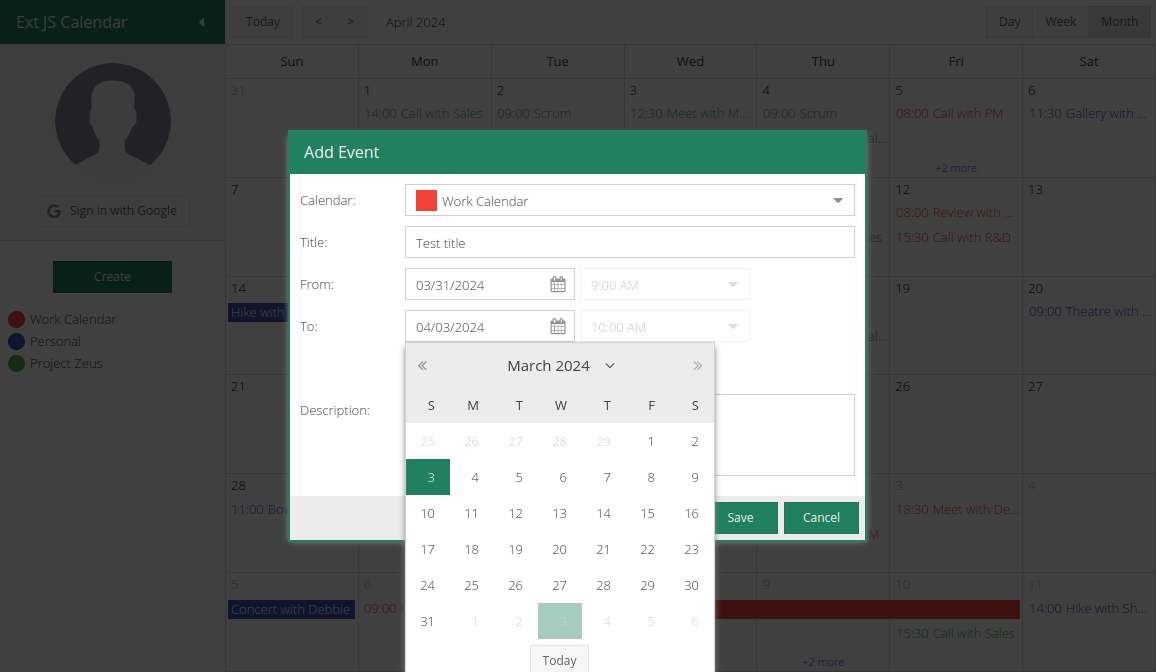 Ext JS Calendar
Today < > April 2024 Day Week Month
Sun Mon Tue Wed Thu Fri Sat
31 1 2 3 4 5 6
14:00 Call with Sales 09:00 Scrum 12:30 Meet with M... 09:00 Scrum 08:00 Call with PM 11:30 Gallery with ...
al...
+2 more
Sign in with Google
Create
Work Calendar
Personal
Project Zeus
Add Event
Calendar: Work Calendar
Title: Test title
From: 03/31/2024 9:00 AM
To: 04/03/2024 10:00 AM
Description:
March 2024
S M T W T F S
25 26 27 28 29 1 2
3 4 5 6 7 8 9
10 11 12 13 14 15 16
17 18 19 20 21 22 23
24 25 26 27 28 29 30
31 1 2 3 4 5 6
Today
Save Cancel
7 12 13
08:00 Review with ...
es 15:30 Call with R&D
14 19 20
Hike with 09:00 Theatre with ...
al...
21 26 27
28 3 4
11:00 Bo 18:30 Meet with De...
M
5 6 9 10 11
Concert with Debbie 09:00 14:00 Hike with Sh...
15:30 Call with Sales
+2 more